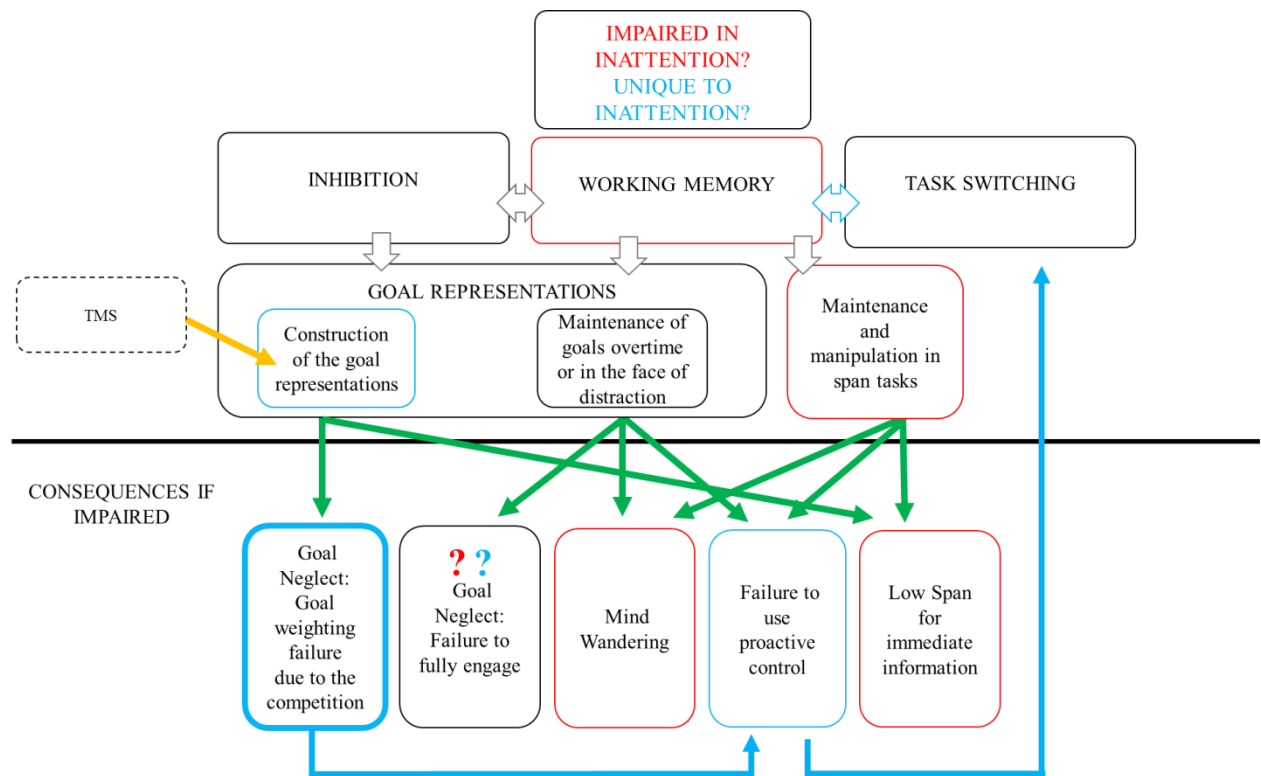 IMPAIRED IN
INATTENTION?
UNIQUE TO
INATTENTION?
INHIBITION
WORKING MEMORY
TASK SWITCHING
TMS
GOAL REPRESENTATIONS
Construction
of the goal
representations
Maintenance of
goals overtime
or in the face of
distraction
Maintenance
and
manipulation in
span tasks
CONSEQUENCES IF
IMPAIRED
Goal
Neglect:
Goal
weighting
failure
due to the
competition
? ?
Goal
Neglect:
Failure to
fully engage
Mind
Wandering
Failure to
use
proactive
control
Low Span
for
immediate
information